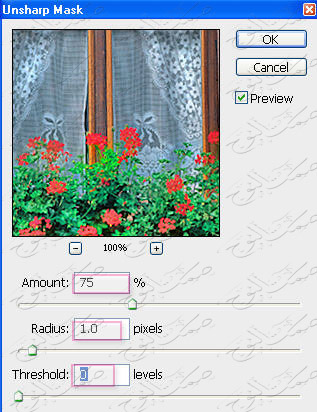 Unsharp Mask
OK
Cancel
Preview
100%
Amount: 75 %
Radius: 1.0 pixels
Threshold: 0 levels